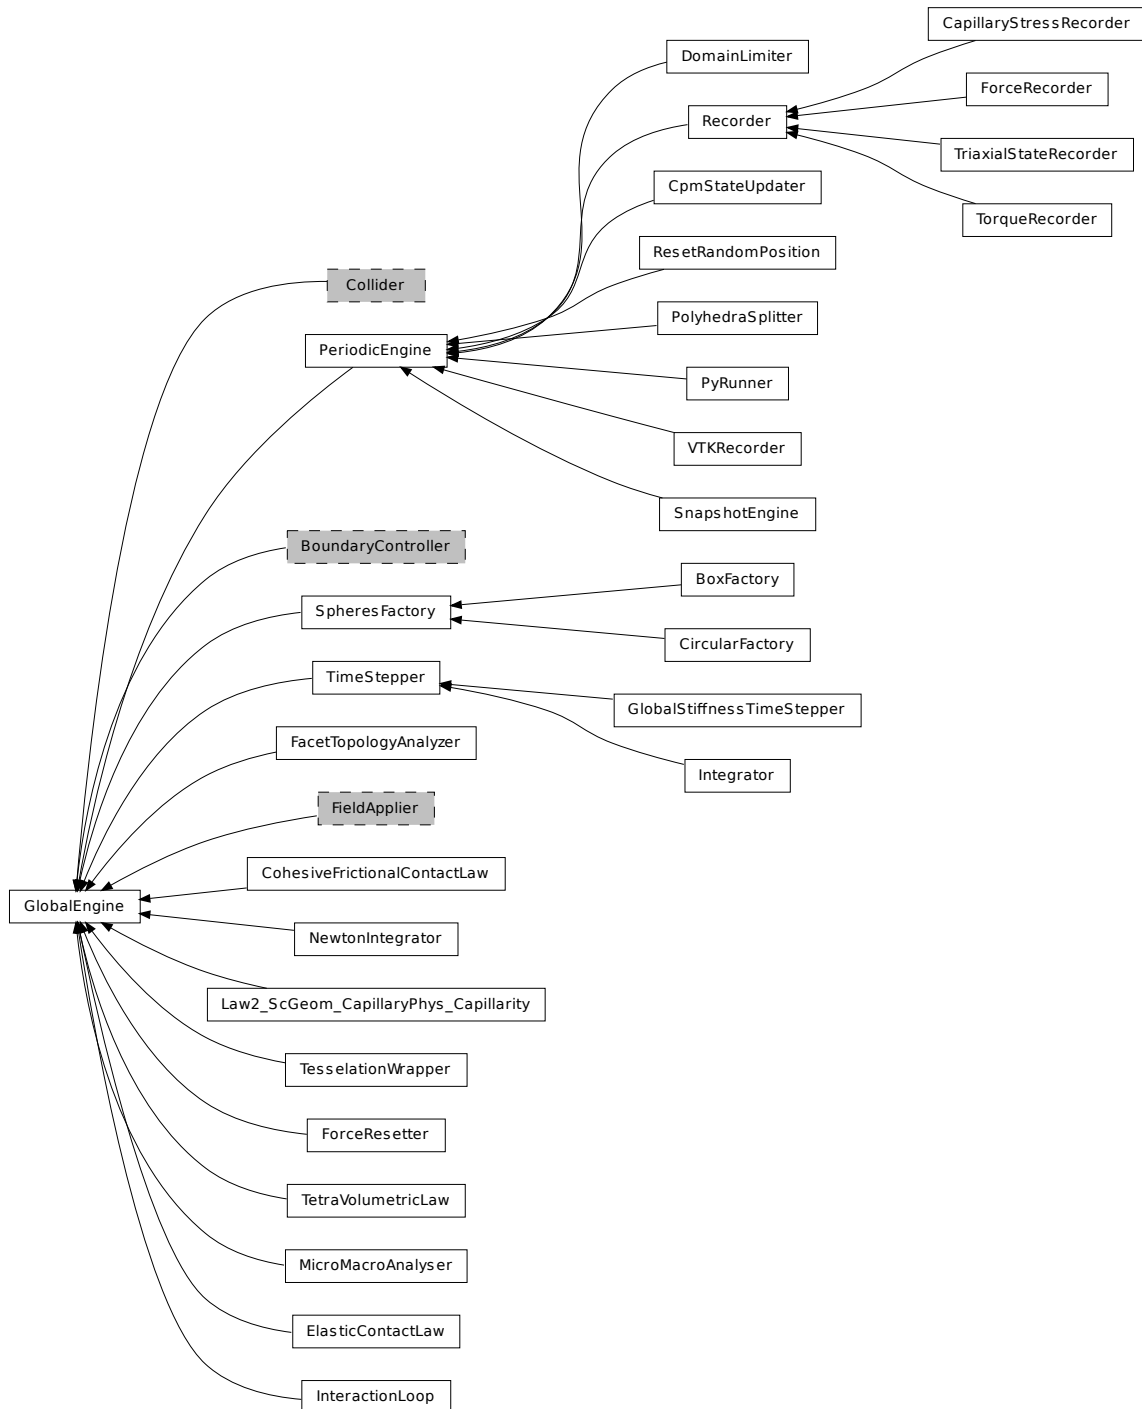 CapillaryStressRecorder
DomainLimiter
ForceRecorder
Recorder
TriaxialStateRecorder
CpmStateUpdater
TorqueRecorder
ResetRandomPosition
Collider
PolyhedraSplitter
PeriodicEngine
PyRunner
VTKRecorder
SnapshotEngine
BoundaryController
BoxFactory
SpheresFactory
CircularFactory
TimeStepper
GlobalStiffnessTimeStepper
FacetTopologyAnalyzer
Integrator
FieldApplier
CohesiveFrictionalContactLaw
GlobalEngine
NewtonIntegrator
Law2_ScGeom_CapillaryPhys_Capillarity
TesselationWrapper
ForceResetter
TetraVolumetricLaw
MicroMacroAnalyser
ElasticContactLaw
InteractionLoop